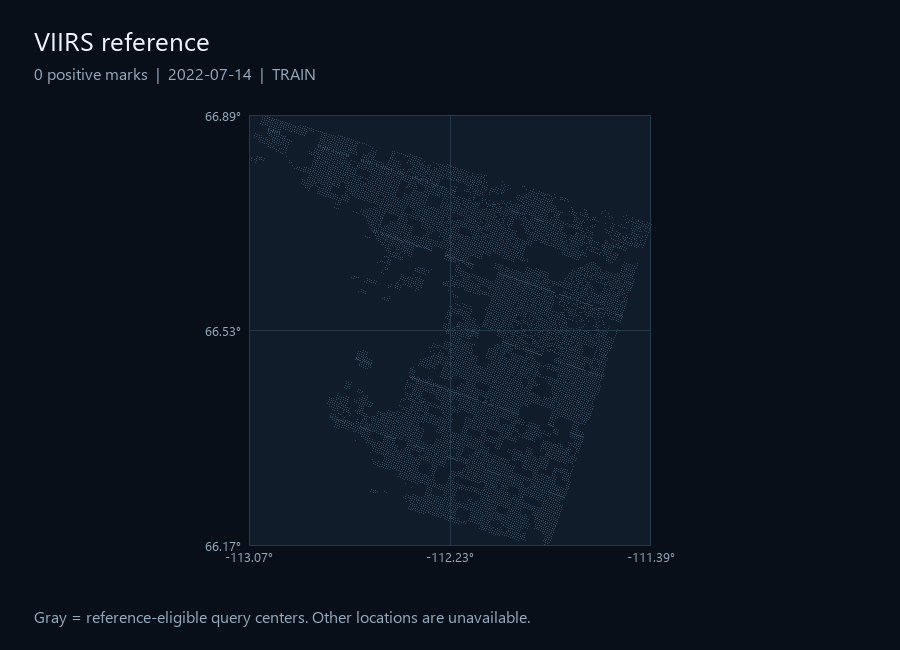 VIIRS reference
0 positive marks | 2022-07-14 | TRAIN
66.89°
66.53°
66.17°
-113.07°
-112.23°
-111.39°
Gray = reference-eligible query centers. Other locations are unavailable.